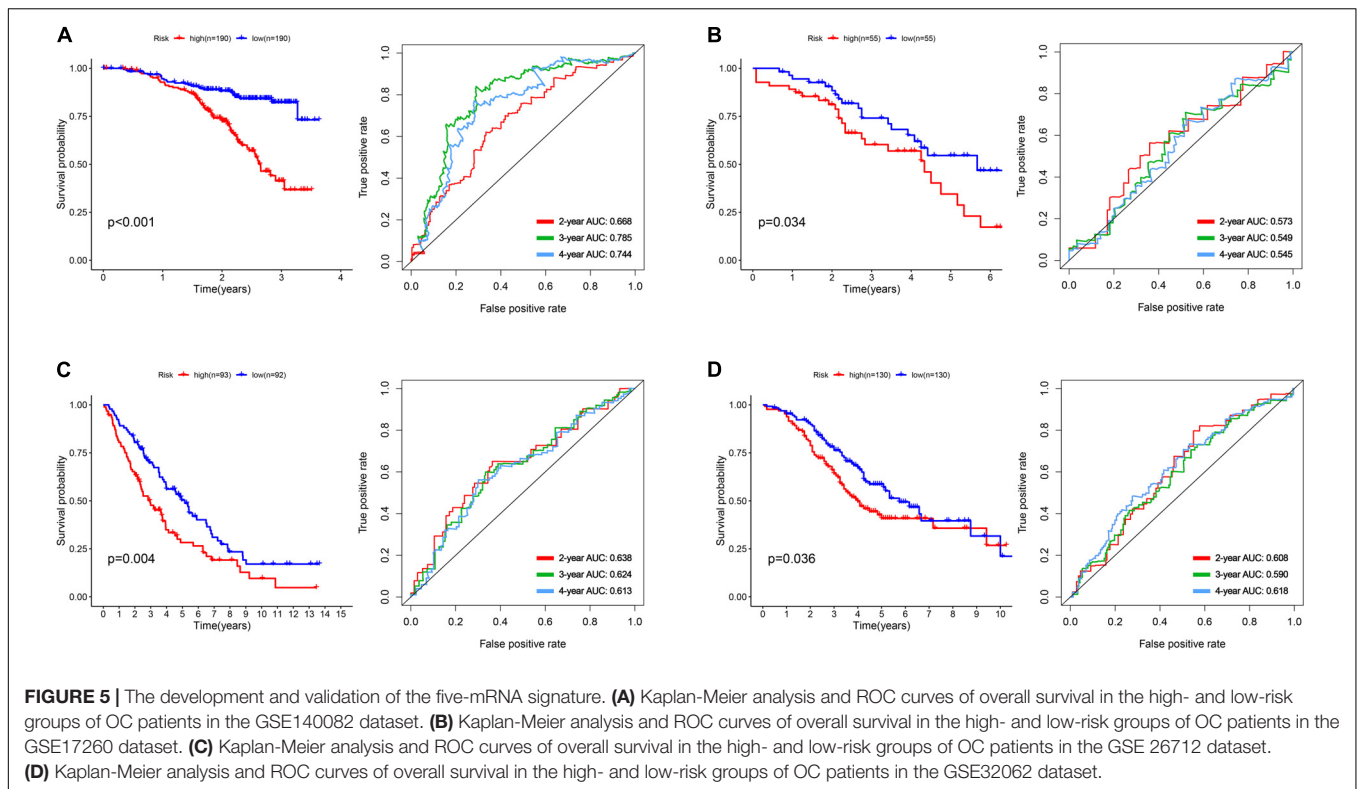 A
Risk high(n=190) low(n=190)
1.00
0.75
0.50
0.25
0.00
Survival probability
p<0.001
0 1 2 3 4
Time(years)
1.0
0.8
0.6
0.4
0.2
0.0
True positive rate
2-year AUC: 0.668
3-year AUC: 0.785
4-year AUC: 0.744
0.0 0.2 0.4 0.6 0.8 1.0
False positive rate
B
Risk high(n=55) low(n=55)
1.00
0.75
0.50
0.25
0.00
Survival probability
p=0.034
0 1 2 3 4 5 6
Time(years)
1.0
0.8
0.6
0.4
0.2
0.0
True positive rate
2-year AUC: 0.573
3-year AUC: 0.549
4-year AUC: 0.545
0.0 0.2 0.4 0.6 0.8 1.0
False positive rate
C
Risk high(n=93) low(n=92)
1.00
0.75
0.50
0.25
0.00
Survival probability
p=0.004
0 1 2 3 4 5 6 7 8 9 10 11 12 13 14 15
Time(years)
1.0
0.8
0.6
0.4
0.2
0.0
True positive rate
2-year AUC: 0.638
3-year AUC: 0.624
4-year AUC: 0.613
0.0 0.2 0.4 0.6 0.8 1.0
False positive rate
D
Risk high(n=130) low(n=130)
1.00
0.75
0.50
0.25
0.00
Survival probability
p=0.036
0 1 2 3 4 5 6 7 8 9 10
Time(years)
1.0
0.8
0.6
0.4
0.2
0.0
True positive rate
2-year AUC: 0.608
3-year AUC: 0.590
4-year AUC: 0.618
0.0 0.2 0.4 0.6 0.8 1.0
False positive rate
FIGURE 5 | The development and validation of the five-mRNA signature. (A) Kaplan-Meier analysis and ROC curves of overall survival in the high- and low-risk
groups of OC patients in the GSE140082 dataset. (B) Kaplan-Meier analysis and ROC curves of overall survival in the high- and low-risk groups of OC patients in the
GSE17260 dataset. (C) Kaplan-Meier analysis and ROC curves of overall survival in the high- and low-risk groups of OC patients in the GSE 26712 dataset.
(D) Kaplan-Meier analysis and ROC curves of overall survival in the high- and low-risk groups of OC patients in the GSE32062 dataset.